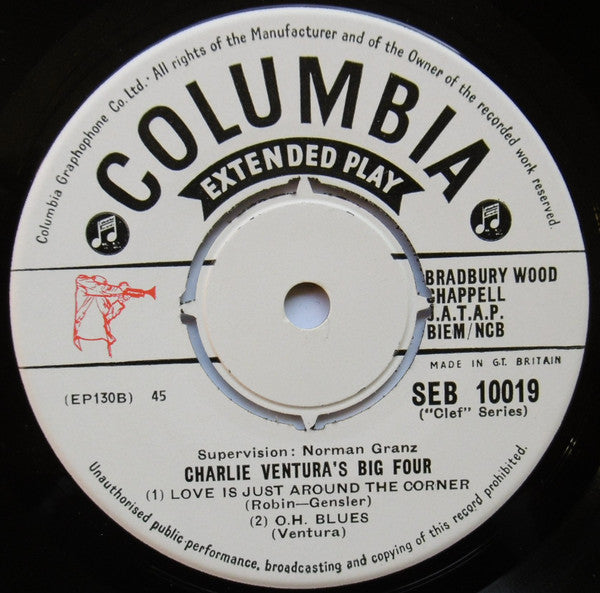 Columbia Graphophone Co. Ltd. · All rights of the Manufacturer and of the Owner of the recorded work reserved.
COLUMBIA
EXTENDED PLAY
BRADBURY WOOD
CHAPPELL
J.A.T.A.P.
BIEM/NCB
MADE IN GT. BRITAIN
(EP130B) 45
SEB 10019
("Clef" Series)
Supervision: Norman Granz
CHARLIE VENTURA'S BIG FOUR
(1) LOVE IS JUST AROUND THE CORNER
(Robin—Gensler)
(2) O.H. BLUES
(Ventura)
Unauthorised public performance, broadcasting and copying of this record prohibited.